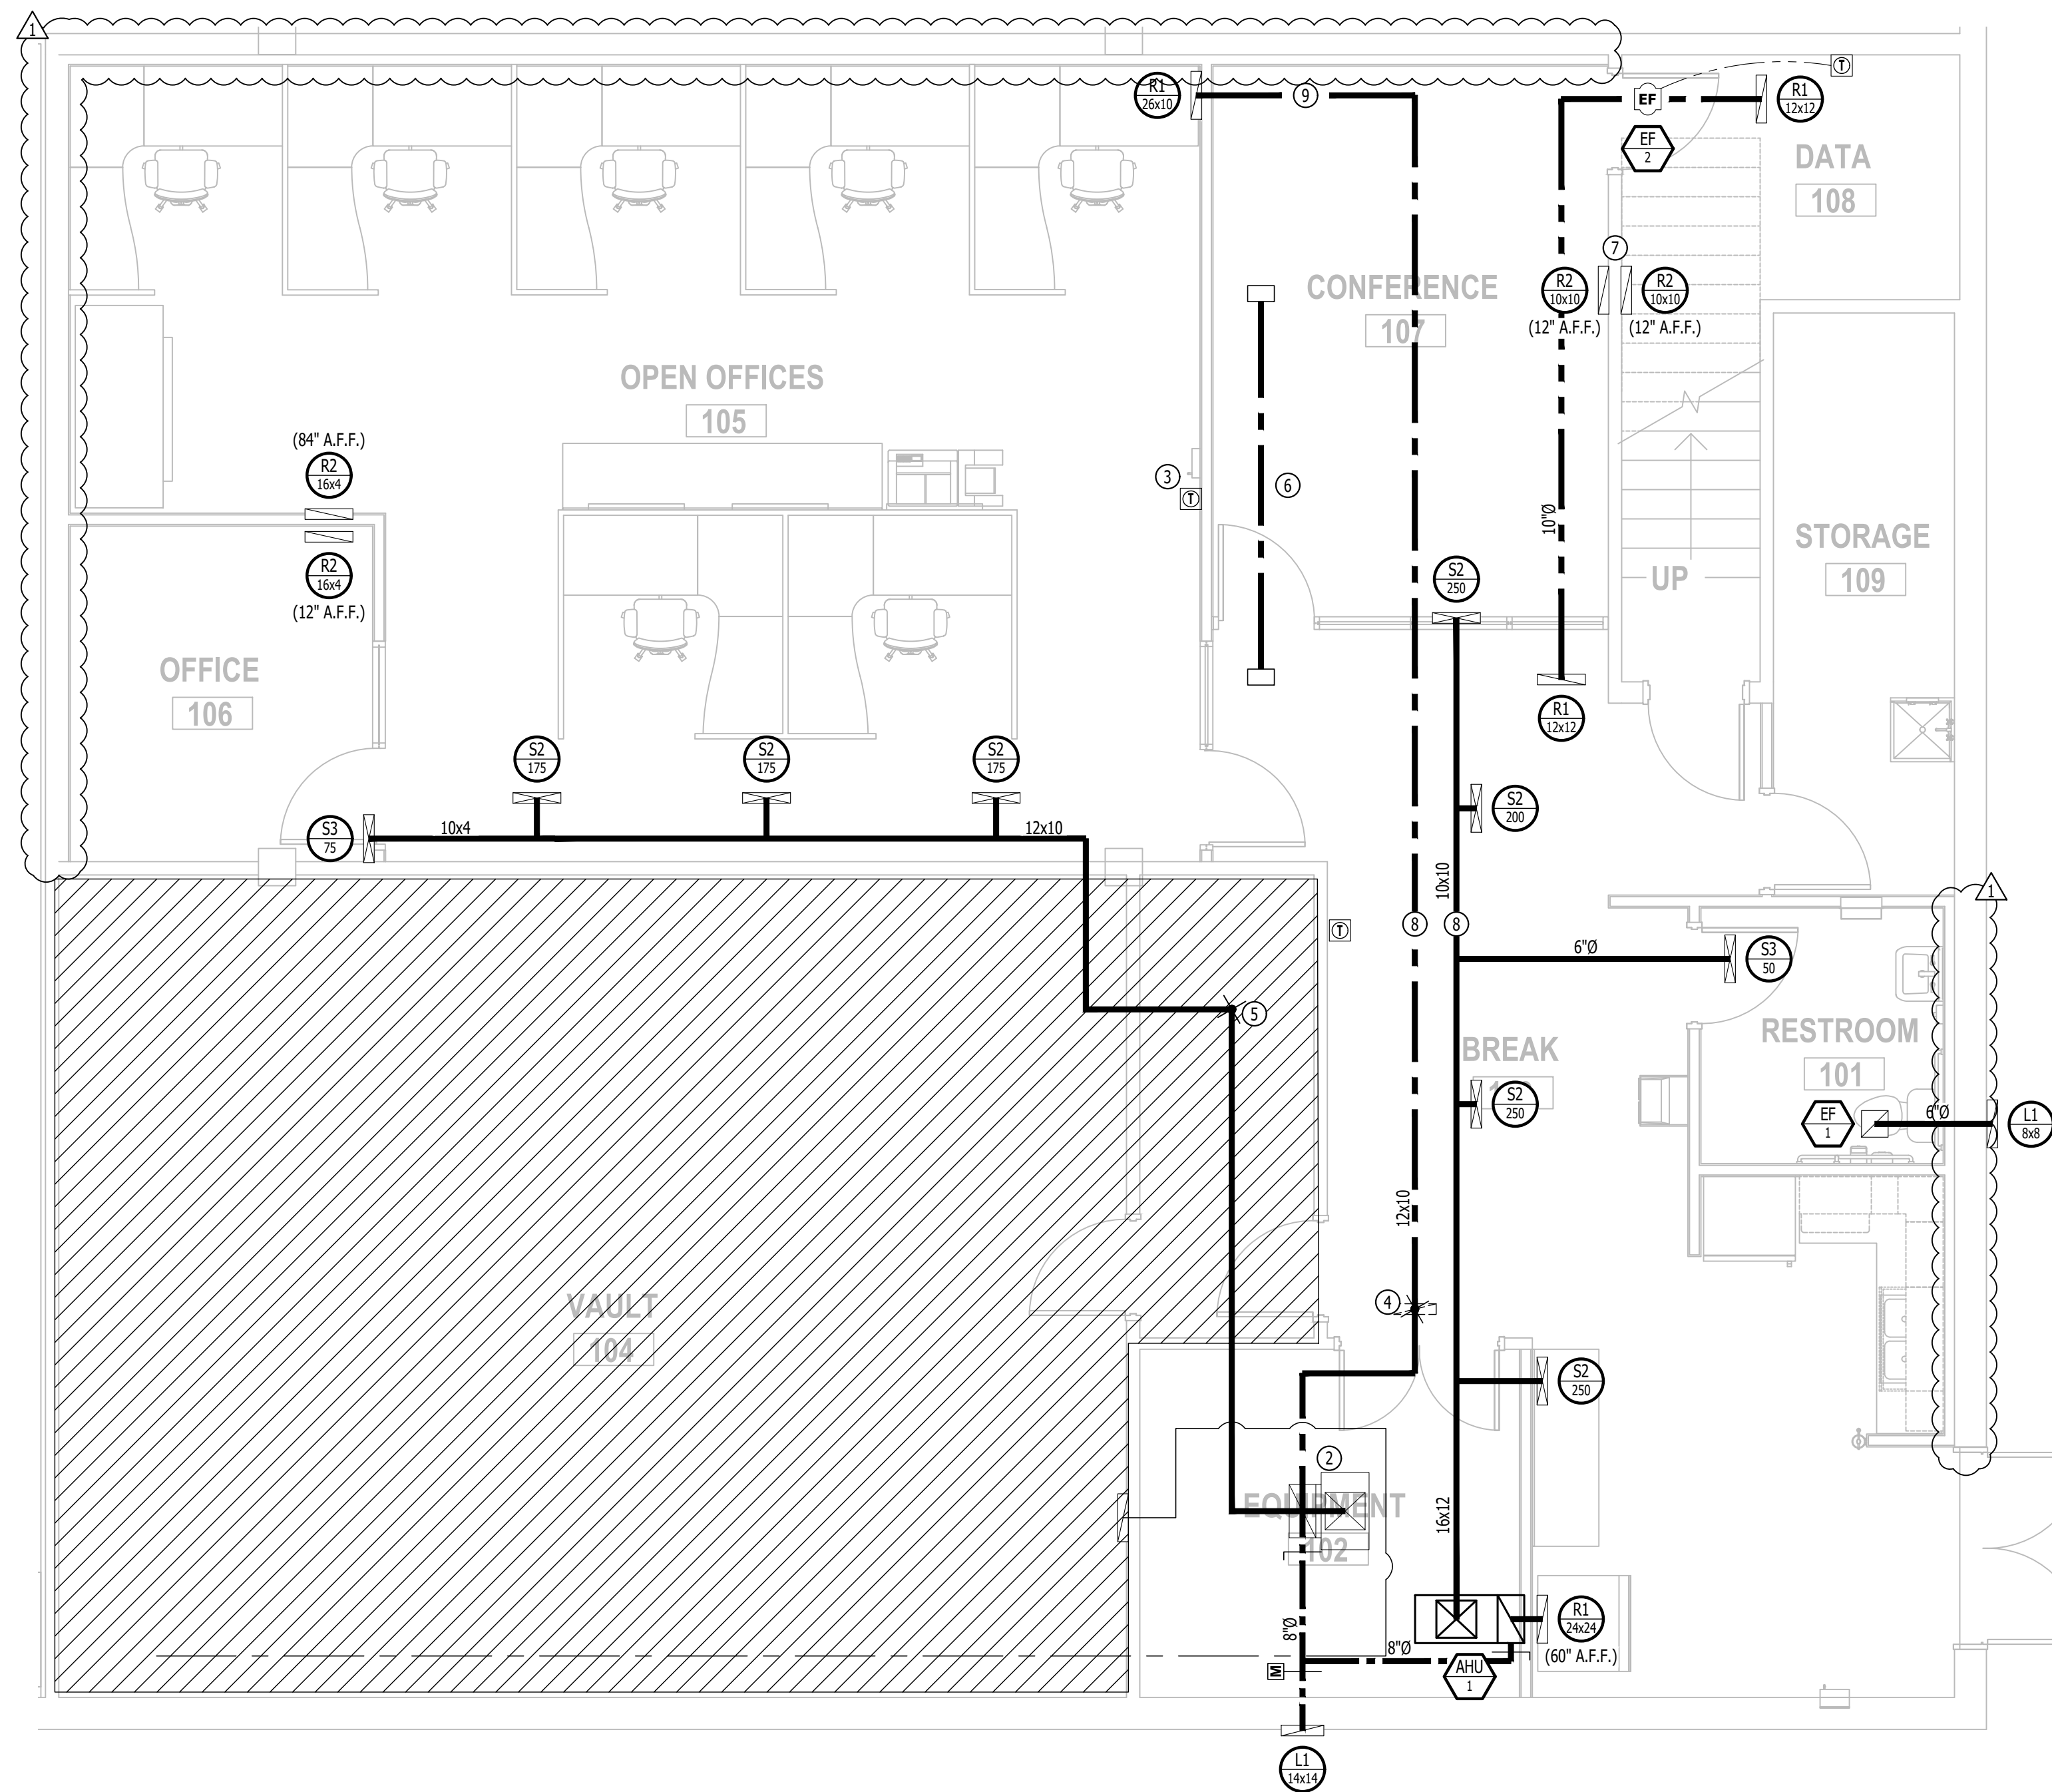 1
R1
26x10
9
EF
T
R1
12x12
EF
2
DATA
108
7
CONFERENCE
107
R2
10x10
(12" A.F.F.)
R2
10x10
(12" A.F.F.)
OPEN OFFICES
105
(84" A.F.F.)
R2
16x4
3
T
6
10"Ø
R2
16x4
(12" A.F.F.)
S2
250
UP
STORAGE
109
OFFICE
106
R1
12x12
S2
175
S2
175
S2
175
S3
75
10x4
12x10
S2
200
10x10
1
T
8
8
6"Ø
S3
50
5
BREAK
RESTROOM
101
S2
250
EF
1
6"Ø
L1
8x8
12x10
VAULT
104
4
S2
250
2
EQUIPMENT
102
16x12
8"Ø
R1
24x24
(60" A.F.F.)
8"Ø
M
AHU
1
L1
14x14